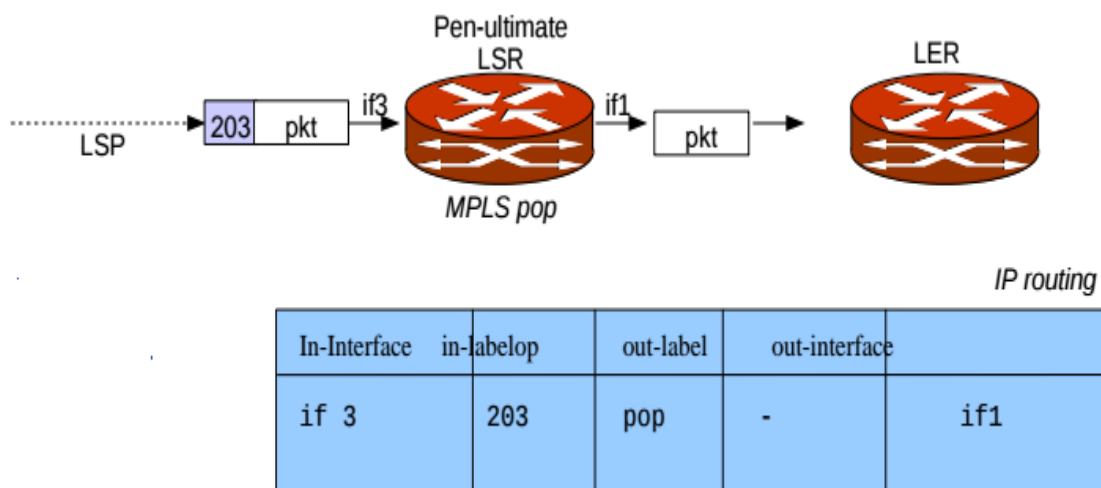 Pen-ultimate
LSR
LER
LSP
203
pkt
if3
if1
pkt
MPLS pop
IP routing
In-Interface in-labelop out-label out-interface
if 3 203 pop - if1